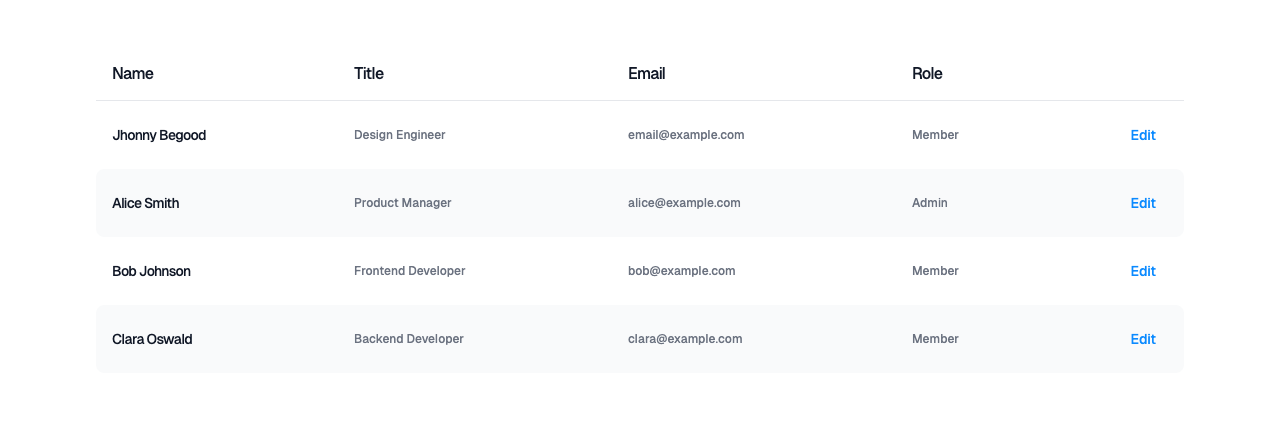 Name Title Email Role
Jhonny Begood Design Engineer email@example.com Member Edit
Alice Smith Product Manager alice@example.com Admin Edit
Bob Johnson Frontend Developer bob@example.com Member Edit
Clara Oswald Backend Developer clara@example.com Member Edit